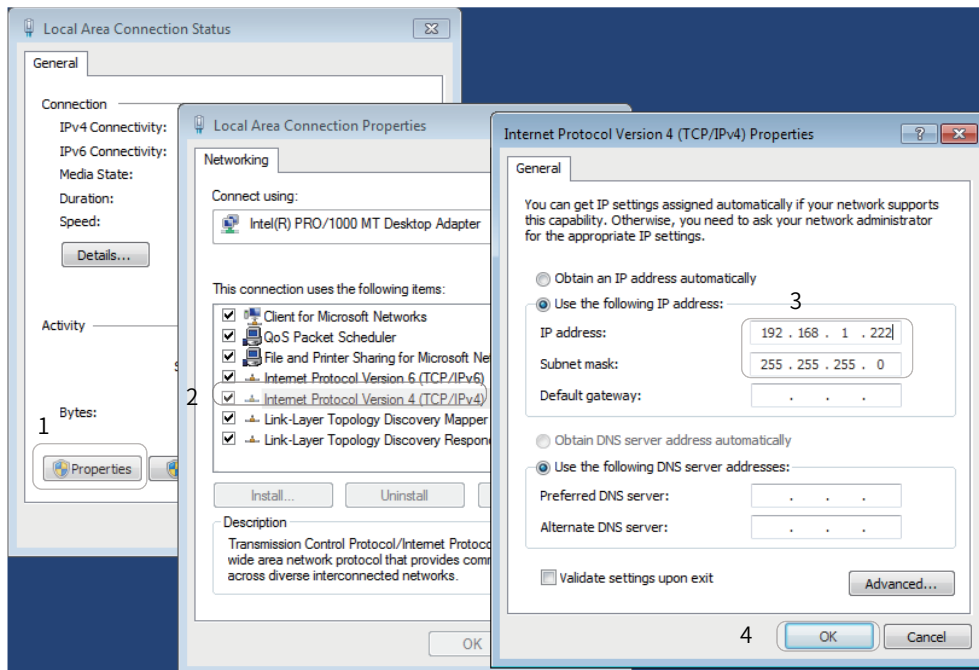 Local Area Connection Status
General
Connection
IPv4 Connectivity:
IPv6 Connectivity:
Media State:
Duration:
Speed:
Details...
Activity
Bytes:
1
Properties
Local Area Connection Properties
Networking
Connect using:
Intel(R) PRO/1000 MT Desktop Adapter
This connection uses the following items:
Client for Microsoft Networks
QoS Packet Scheduler
File and Printer Sharing for Microsoft Ne
Internet Protocol Version 6 (TCP/IPv6)
2
Internet Protocol Version 4 (TCP/IPv4)
Link-Layer Topology Discovery Mapper
Link-Layer Topology Discovery Respon
Install...
Uninstall
Description
Transmission Control Protocol/Internet Protoco
wide area network protocol that provides com
across diverse interconnected networks.
OK
Internet Protocol Version 4 (TCP/IPv4) Properties
General
You can get IP settings assigned automatically if your network supports
this capability. Otherwise, you need to ask your network administrator
for the appropriate IP settings.
Obtain an IP address automatically
Use the following IP address:
3
IP address: 192 . 168 . 1 . 222
Subnet mask: 255 . 255 . 255 . 0
Default gateway: . . .
Obtain DNS server address automatically
Use the following DNS server addresses:
Preferred DNS server: . . .
Alternate DNS server: . . .
Validate settings upon exit
Advanced...
4
OK
Cancel